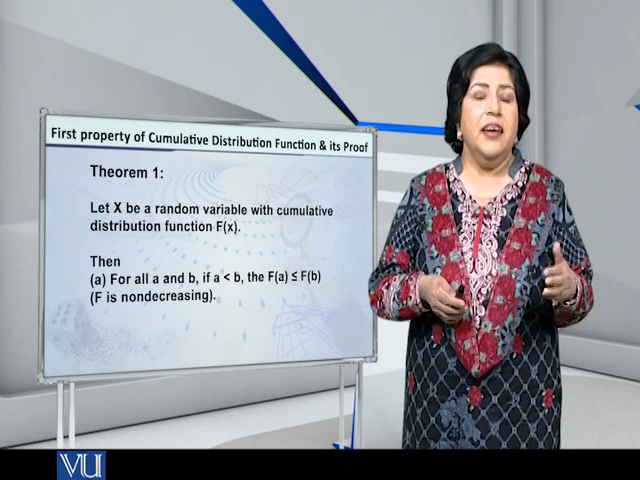 First property of Cumulative Distribution Function & its Proof
Theorem 1:
Let X be a random variable with cumulative
distribution function F(x).
Then
(a) For all a and b, if a < b, the F(a) ≤ F(b)
(F is nondecreasing).
VU